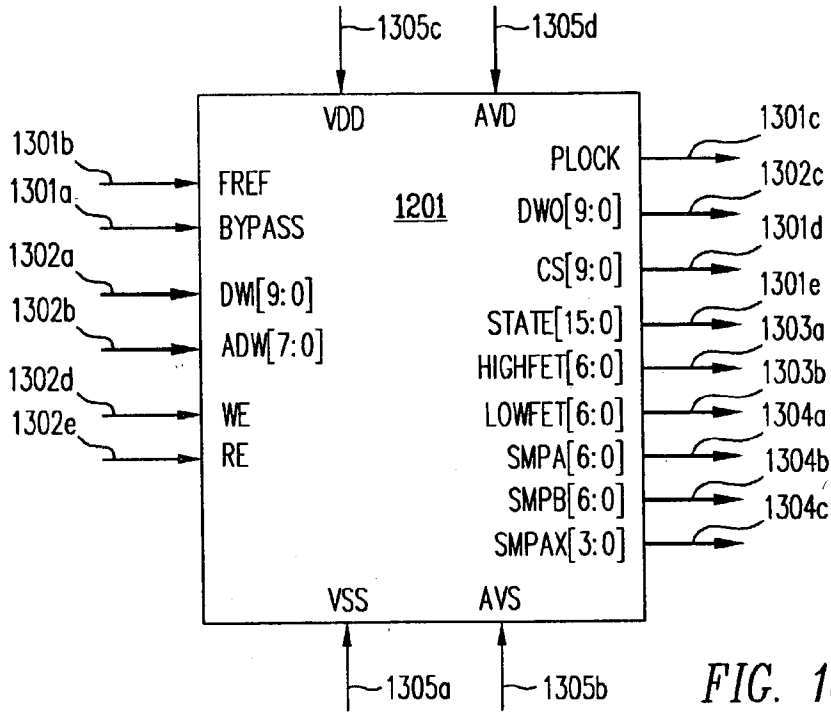 1305c
1305d
VDD
AVD
1301b
FREF
PLOCK
1301c
1301a
BYPASS
1201
DWO[9:0]
1302c
1302a
DWI[9:0]
CS[9:0]
1301d
1302b
ADW[7:0]
STATE[15:0]
1301e
HIGHFET[6:0]
1303a
1302d
WE
LOWFET[6:0]
1303b
1302e
RE
SMPA[6:0]
1304a
SMPB[6:0]
1304b
SMPAX[3:0]
1304c
VSS
AVS
1305a
1305b
FIG.